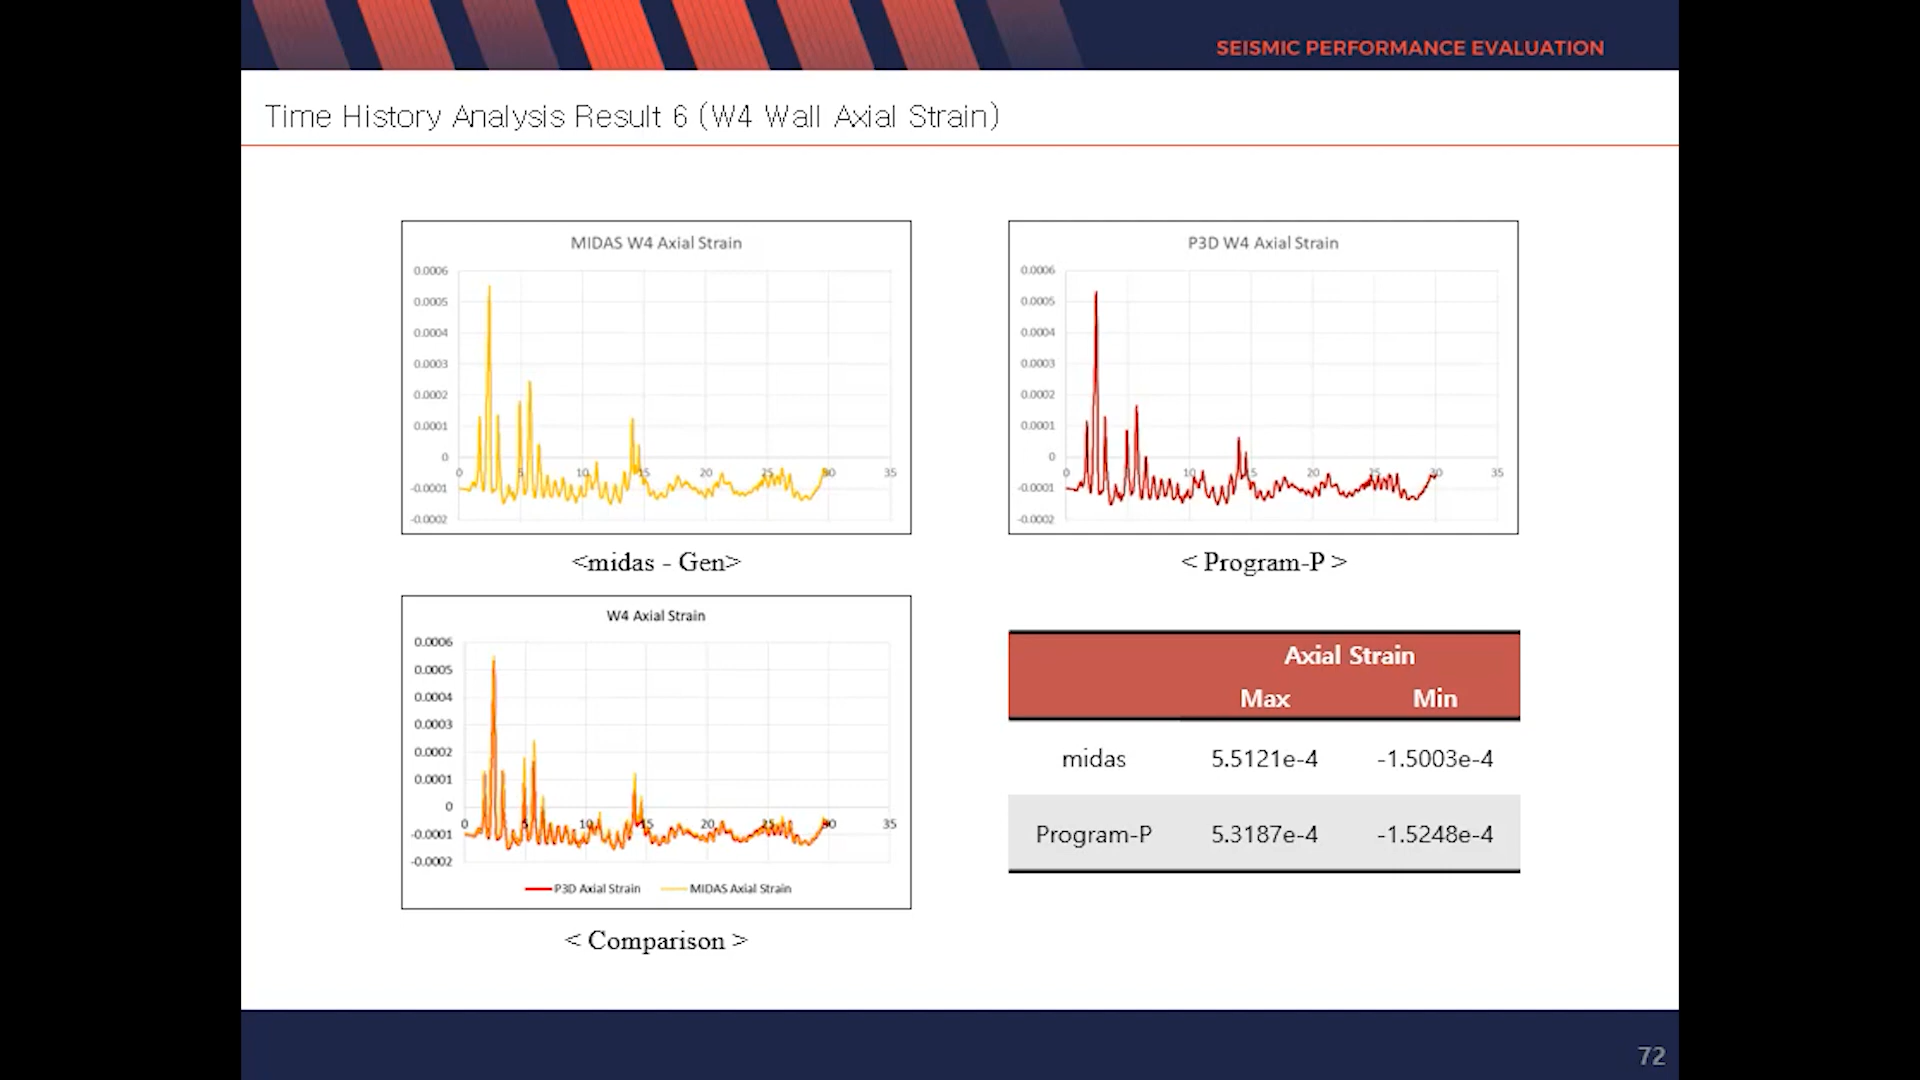 SEISMIC PERFORMANCE EVALUATION
Time History Analysis Result 6 (W4 Wall Axial Strain)
MIDAS W4 Axial Strain
0.0006
0.0005
0.0004
0.0003
0.0002
0.0001
0
-0.0001
-0.0002
0 5 10 15 20 25 30 35
<midas - Gen>
P3D W4 Axial Strain
0.0006
0.0005
0.0004
0.0003
0.0002
0.0001
0
-0.0001
-0.0002
0 5 10 15 20 25 30 35
< Program-P >
W4 Axial Strain
0.0006
0.0005
0.0004
0.0003
0.0002
0.0001
0
-0.0001
-0.0002
0 5 10 15 20 25 30 35
P3D Axial Strain MIDAS Axial Strain
< Comparison >
Axial Strain
Max Min
midas 5.5121e-4 -1.5003e-4
Program-P 5.3187e-4 -1.5248e-4
72